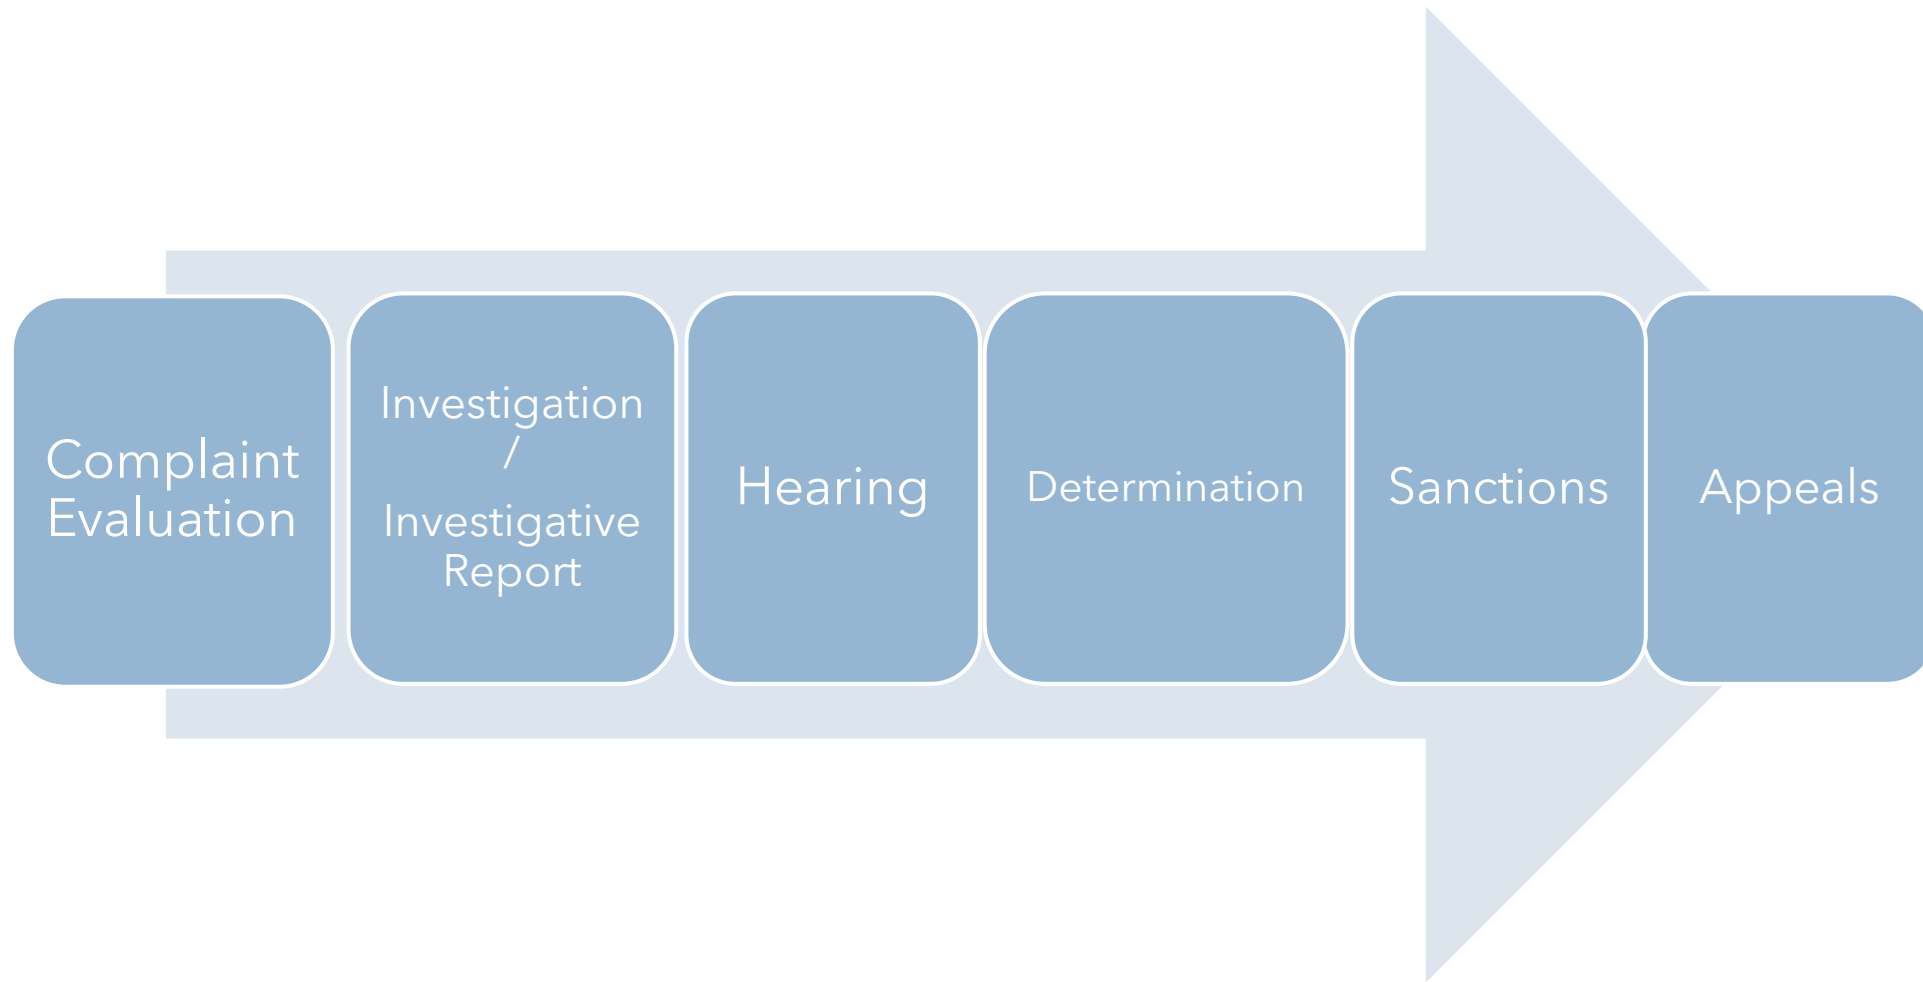 Complaint
Evaluation
Investigation
/
Investigative
Report
Hearing
Determination
Sanctions
Appeals